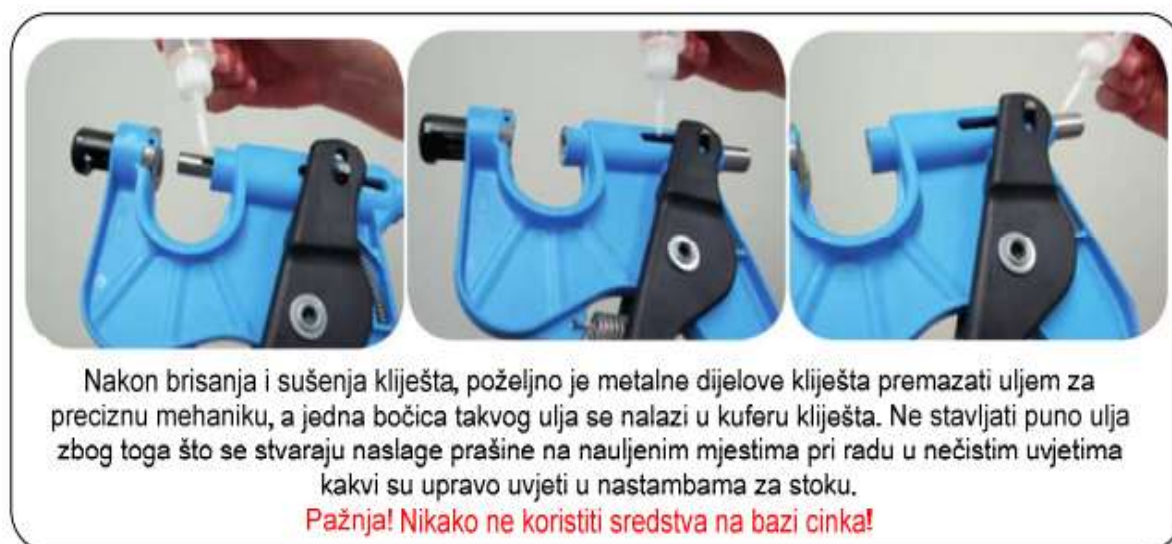 Nakon brisanja i sušenja kliješta, poželjno je metalne dijelove kliješta premazati uljem za
preciznu mehaniku, a jedna bočica takvog ulja se nalazi u kuferu kliješta. Ne stavljati puno ulja
zbog toga što se stvaraju naslage prašine na nauljenim mjestima pri radu u nečistim uvjetima
kakvi su upravo uvjeti u nastambama za stoku.
Pažnja! Nikako ne koristiti sredstva na bazi cinka!